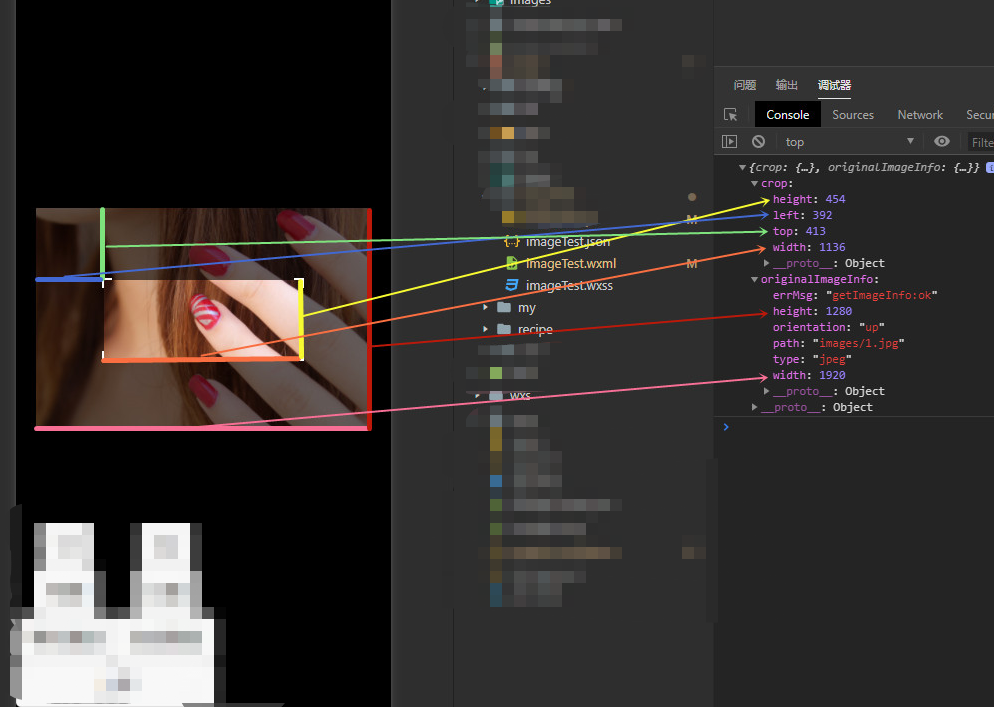 images
imageTest.json
imageTest.wxml
M
M
imageTest.wxss
my
recipe
wxs
问题 输出 调试器
Console Sources Network Secur
top Filte
{crop: {…}, originalImageInfo: {…}}
crop:
height: 454
left: 392
top: 413
width: 1136
__proto__: Object
originalImageInfo:
errMsg: "getImageInfo:ok"
height: 1280
orientation: "up"
path: "images/1.jpg"
type: "jpeg"
width: 1920
__proto__: Object
__proto__: Object